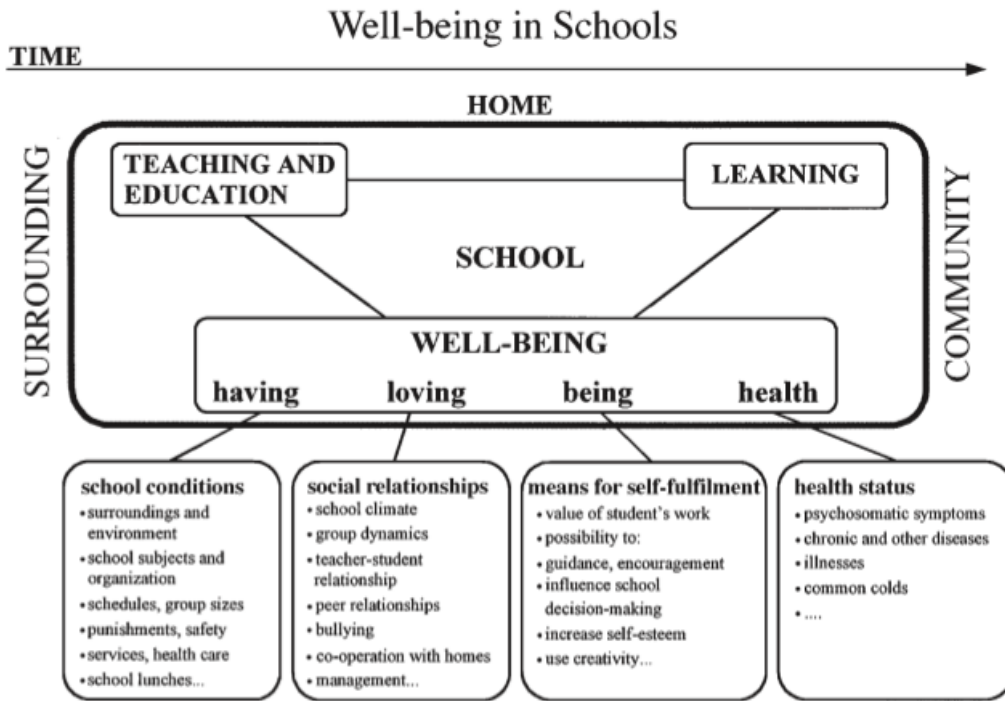 Well-being in Schools
TIME
HOME
SURROUNDING
COMMUNITY
TEACHING AND
EDUCATION
LEARNING
SCHOOL
WELL-BEING
having loving being health
school conditions
• surroundings and
environment
• school subjects and
organization
• schedules, group sizes
• punishments, safety
• services, health care
• school lunches...
social relationships
• school climate
• group dynamics
• teacher-student
relationship
• peer relationships
• bullying
• co-operation with homes
• management...
means for self-fulfilment
• value of student's work
• possibility to:
• guidance, encouragement
• influence school
decision-making
• increase self-esteem
• use creativity...
health status
• psychosomatic symptoms
• chronic and other diseases
• illnesses
• common colds
• ....